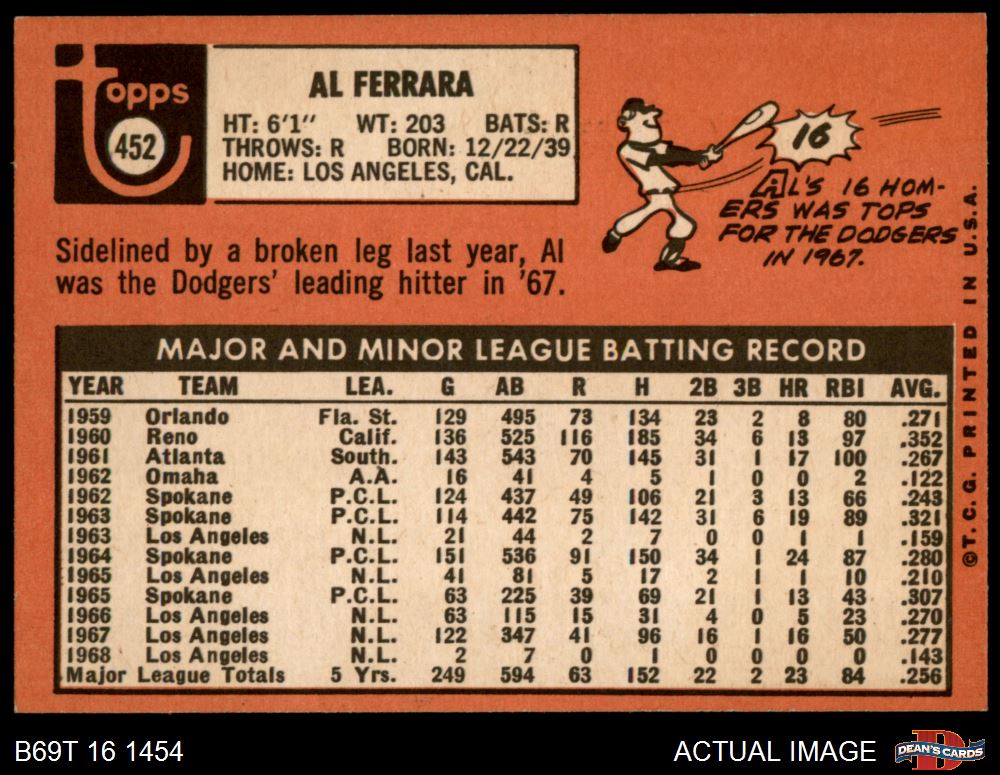 Topps
452
AL FERRARA
HT: 6'1" WT: 203 BATS: R
THROWS: R BORN: 12/22/39
HOME: LOS ANGELES, CAL.
16
AL'S 16 HOM-
ERS WAS TOPS
FOR THE DODGERS
IN 1967.
Sidelined by a broken leg last year, Al
was the Dodgers' leading hitter in '67.
MAJOR AND MINOR LEAGUE BATTING RECORD
YEAR TEAM LEA. G AB R H 2B 3B HR RBI AVG.
1959 Orlando Fla. St. 129 495 73 134 23 2 8 80 .271
1960 Reno Calif. 136 525 116 185 34 6 13 97 .352
1961 Atlanta South. 143 543 70 145 31 1 17 100 .267
1962 Omaha A.A. 16 41 4 5 1 0 0 2 .122
1962 Spokane P.C.L. 124 437 49 106 21 3 13 66 .243
1963 Spokane P.C.L. 114 442 75 142 31 6 19 89 .321
1963 Los Angeles N.L. 21 44 2 7 0 0 1 1 .159
1964 Spokane P.C.L. 151 536 91 150 34 1 24 87 .280
1965 Los Angeles N.L. 41 81 5 17 2 1 1 10 .210
1965 Spokane P.C.L. 63 225 39 69 21 1 13 43 .307
1966 Los Angeles N.L. 63 115 15 31 4 0 5 23 .270
1967 Los Angeles N.L. 122 347 41 96 16 1 16 50 .277
1968 Los Angeles N.L. 2 7 0 1 0 0 0 0 .143
Major League Totals 5 Yrs. 249 594 63 152 22 2 23 84 .256
©T.C.G. PRINTED IN U.S.A.
B69T 16 1454
ACTUAL IMAGE
D
DEAN'S CARDS